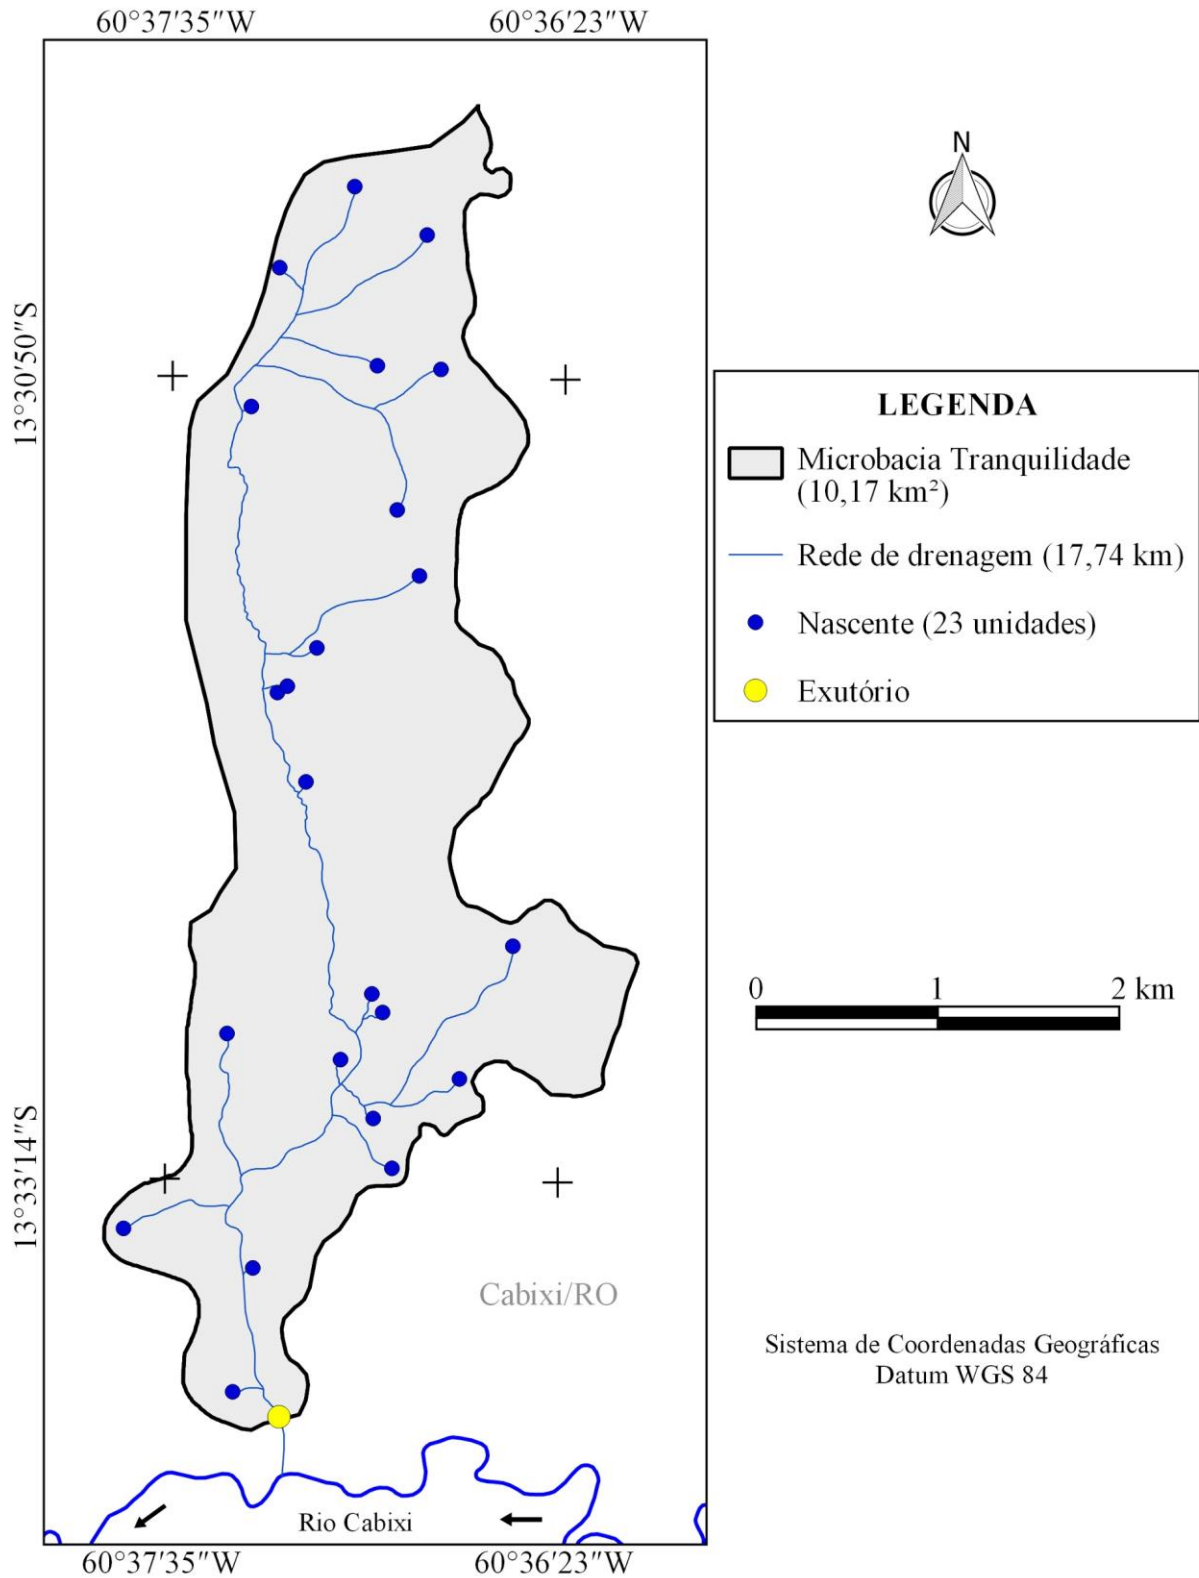 60°37′35″W
60°36′23″W
N
13°30′50″S
LEGENDA
Microbacia Tranquilidade
(10,17 km²)
Rede de drenagem (17,74 km)
Nascente (23 unidades)
Exutório
0 1 2 km
13°33′14″S
Cabixi/RO
Sistema de Coordenadas Geográficas
Datum WGS 84
Rio Cabixi
60°37′35″W
60°36′23″W